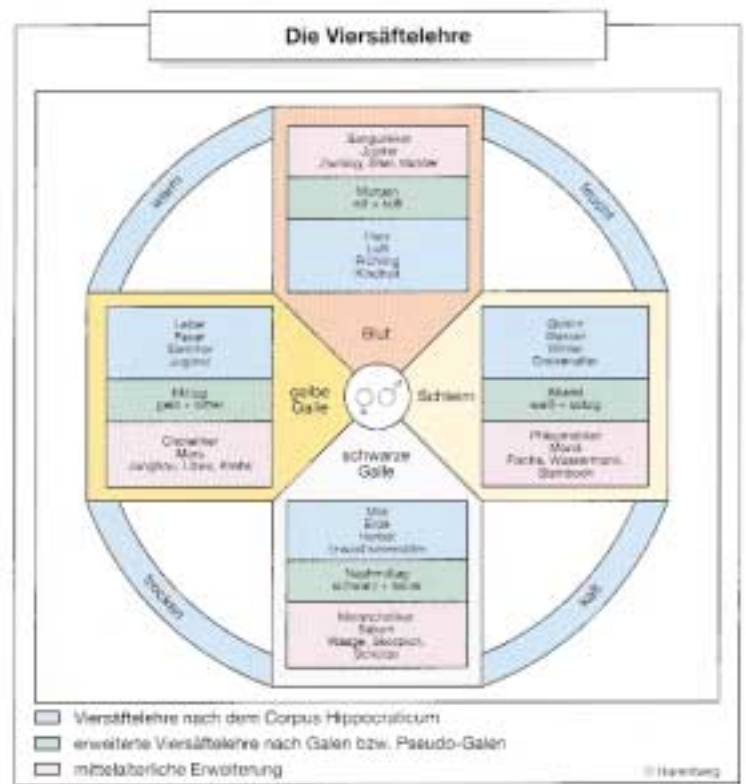 Die Viersäftelehre
warm
feucht
Sanguiniker
Jupiter
Zwilling, Stier, Widder
Morgen
rot + süß
Herz
Luft
Frühling
Kindheit
Blut
Leber
Feuer
Sommer
Jugend
Mittag
gelb + bitter
Choleriker
Mars
Jungfrau, Löwe, Krebs
gelbe
Galle
Schleim
Gehirn
Wasser
Winter
Greisenalter
Abend
weiß + salzig
Phlegmatiker
Mond
Fische, Wassermann,
Steinbock
schwarze
Galle
Milz
Erde
Herbst
Erwachsenenalter
Nachmittag
schwarz +
Melancholiker
Saturn
Waage, Skorpion,
Schütze
trocken
kalt
Viersäftelehre nach dem Corpus Hippocraticum
erweiterte Viersäftelehre nach Galen bzw. Pseudo-Galen
mittelalterliche Erweiterung
© Harenberg